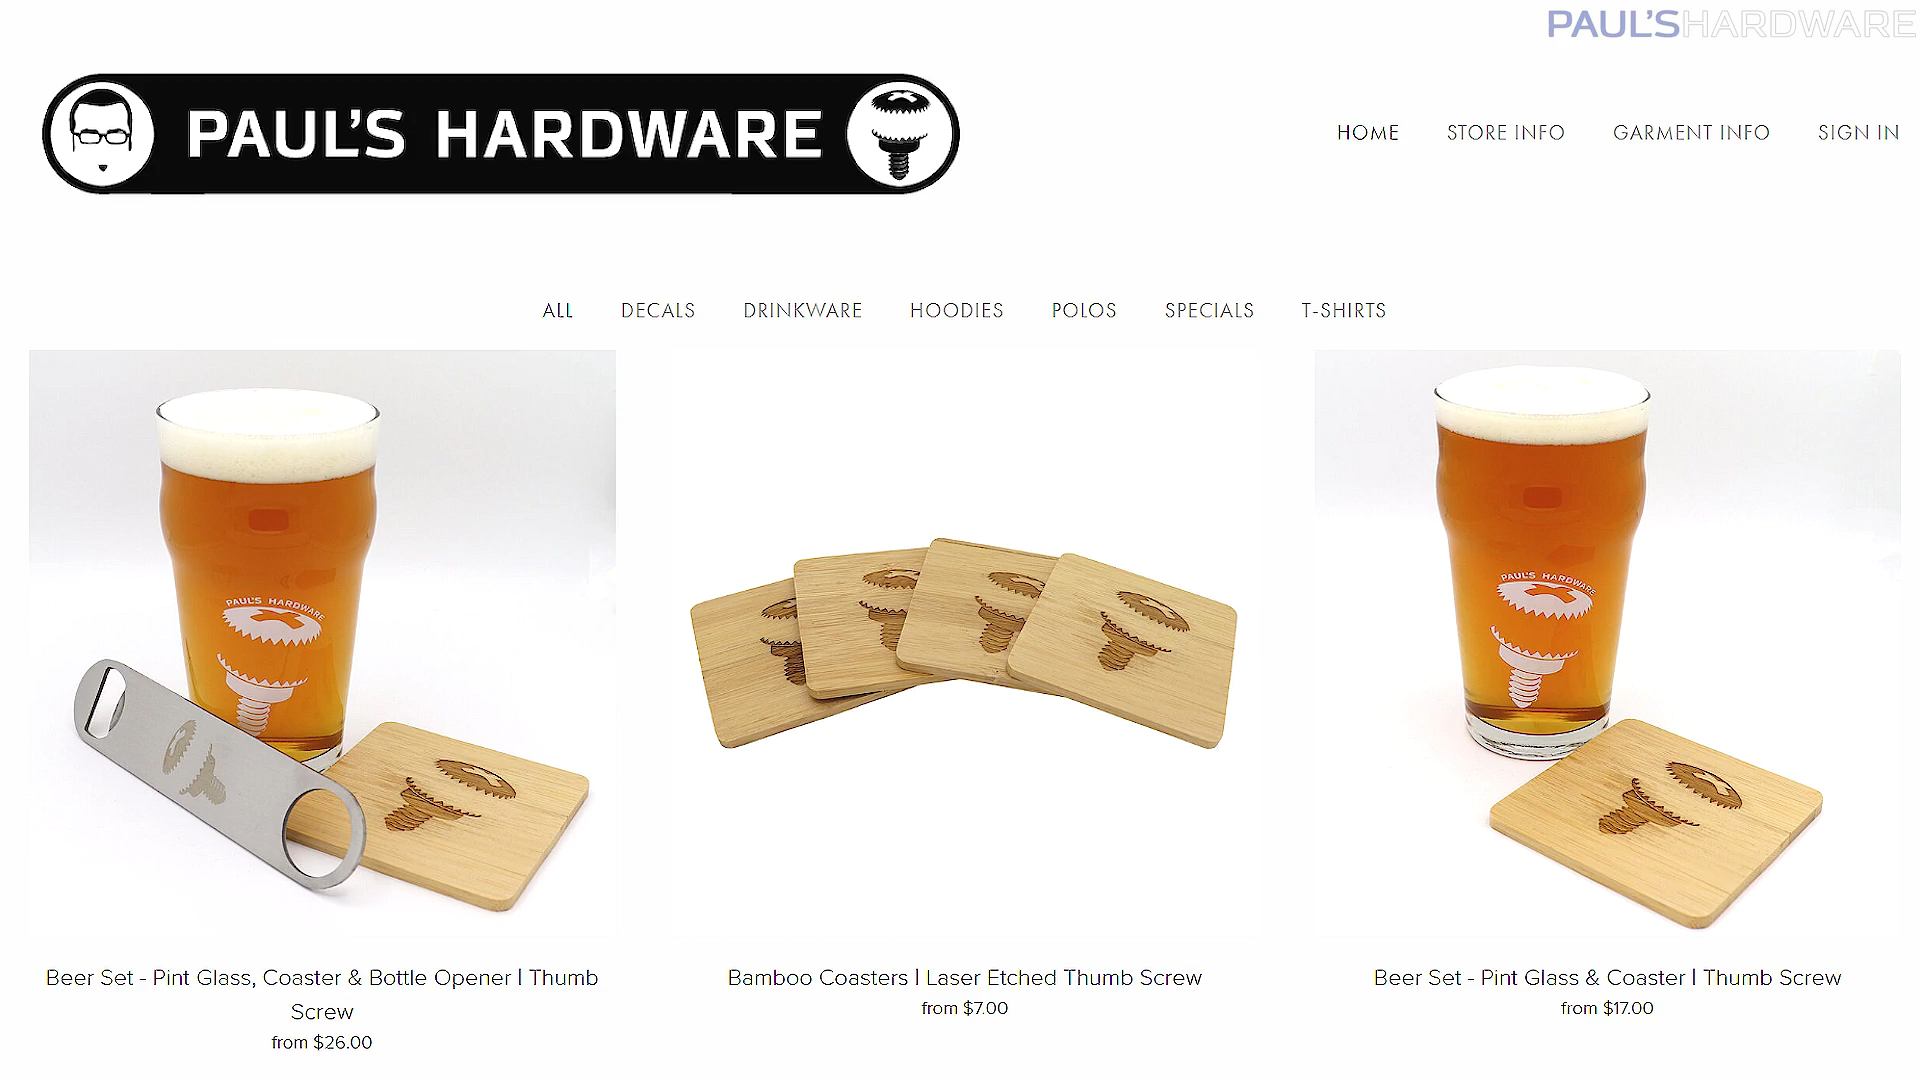 PAUL'SHARDWARE
PAUL'S HARDWARE
HOME STORE INFO GARMENT INFO SIGN IN
ALL DECALS DRINKWARE HOODIES POLOS SPECIALS T-SHIRTS
PAUL'S HARDWARE
PAUL'S HARDWARE
Beer Set - Pint Glass, Coaster & Bottle Opener | Thumb
Screw
from $26.00
Bamboo Coasters | Laser Etched Thumb Screw
from $7.00
Beer Set - Pint Glass & Coaster | Thumb Screw
from $17.00